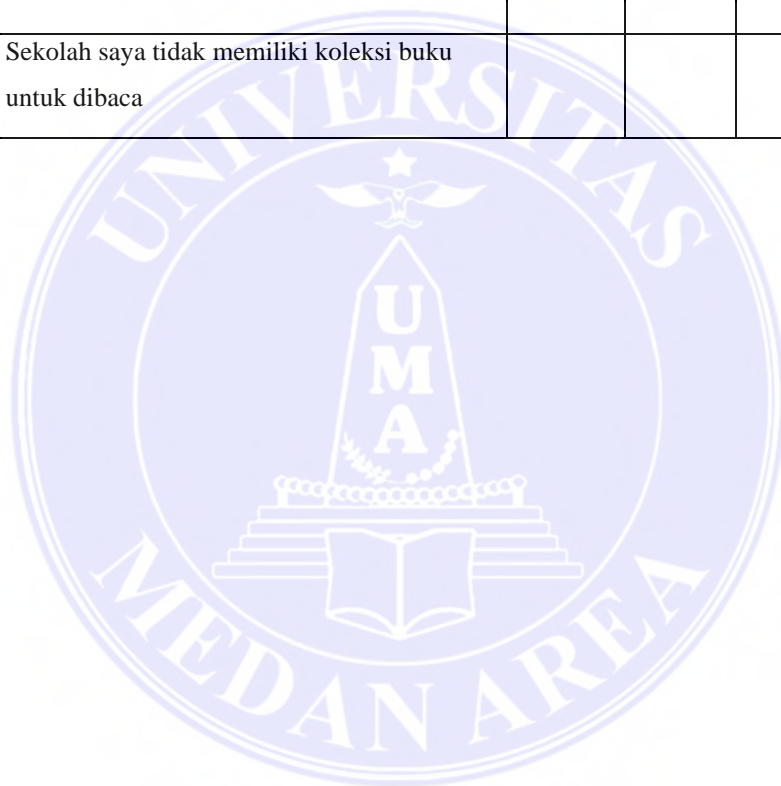 Sekolah saya tidak memiliki koleksi buku
untuk dibaca
UNIVERSITAS
U
M
A
MEDAN AREA